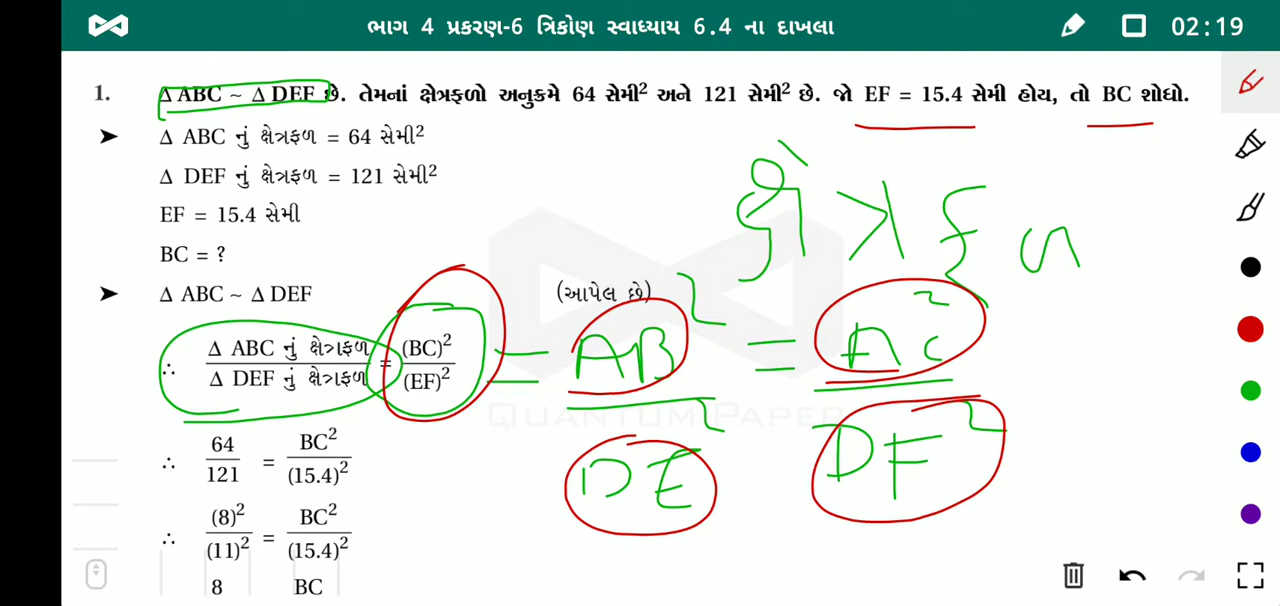 ભાગ 4 પ્રકરણ-6 ત્રિકોણ સ્વાધ્યાય 6.4 ના દાખલા
02:19
1. Δ ABC ~ Δ DEF છે. તેમનાં ક્ષેત્રફળો અનુક્રમે 64 સેમી² અને 121 સેમી² છે. જો EF = 15.4 સેમી હોય, તો BC શોધો.
➤ Δ ABC નું ક્ષેત્રફળ = 64 સેમી²
Δ DEF નું ક્ષેત્રફળ = 121 સેમી²
EF = 15.4 સેમી
BC = ?
ક્ષેત્રફળ
➤ Δ ABC ~ Δ DEF (આપેલ છે)
∴ Δ ABC નું ક્ષેત્રફળ / Δ DEF નું ક્ષેત્રફળ = (BC)² / (EF)² = AB² / DE² = AC² / DF²
QUANTUM PAPER
∴ 64 / 121 = BC² / (15.4)²
∴ (8)² / (11)² = BC² / (15.4)²
8 BC